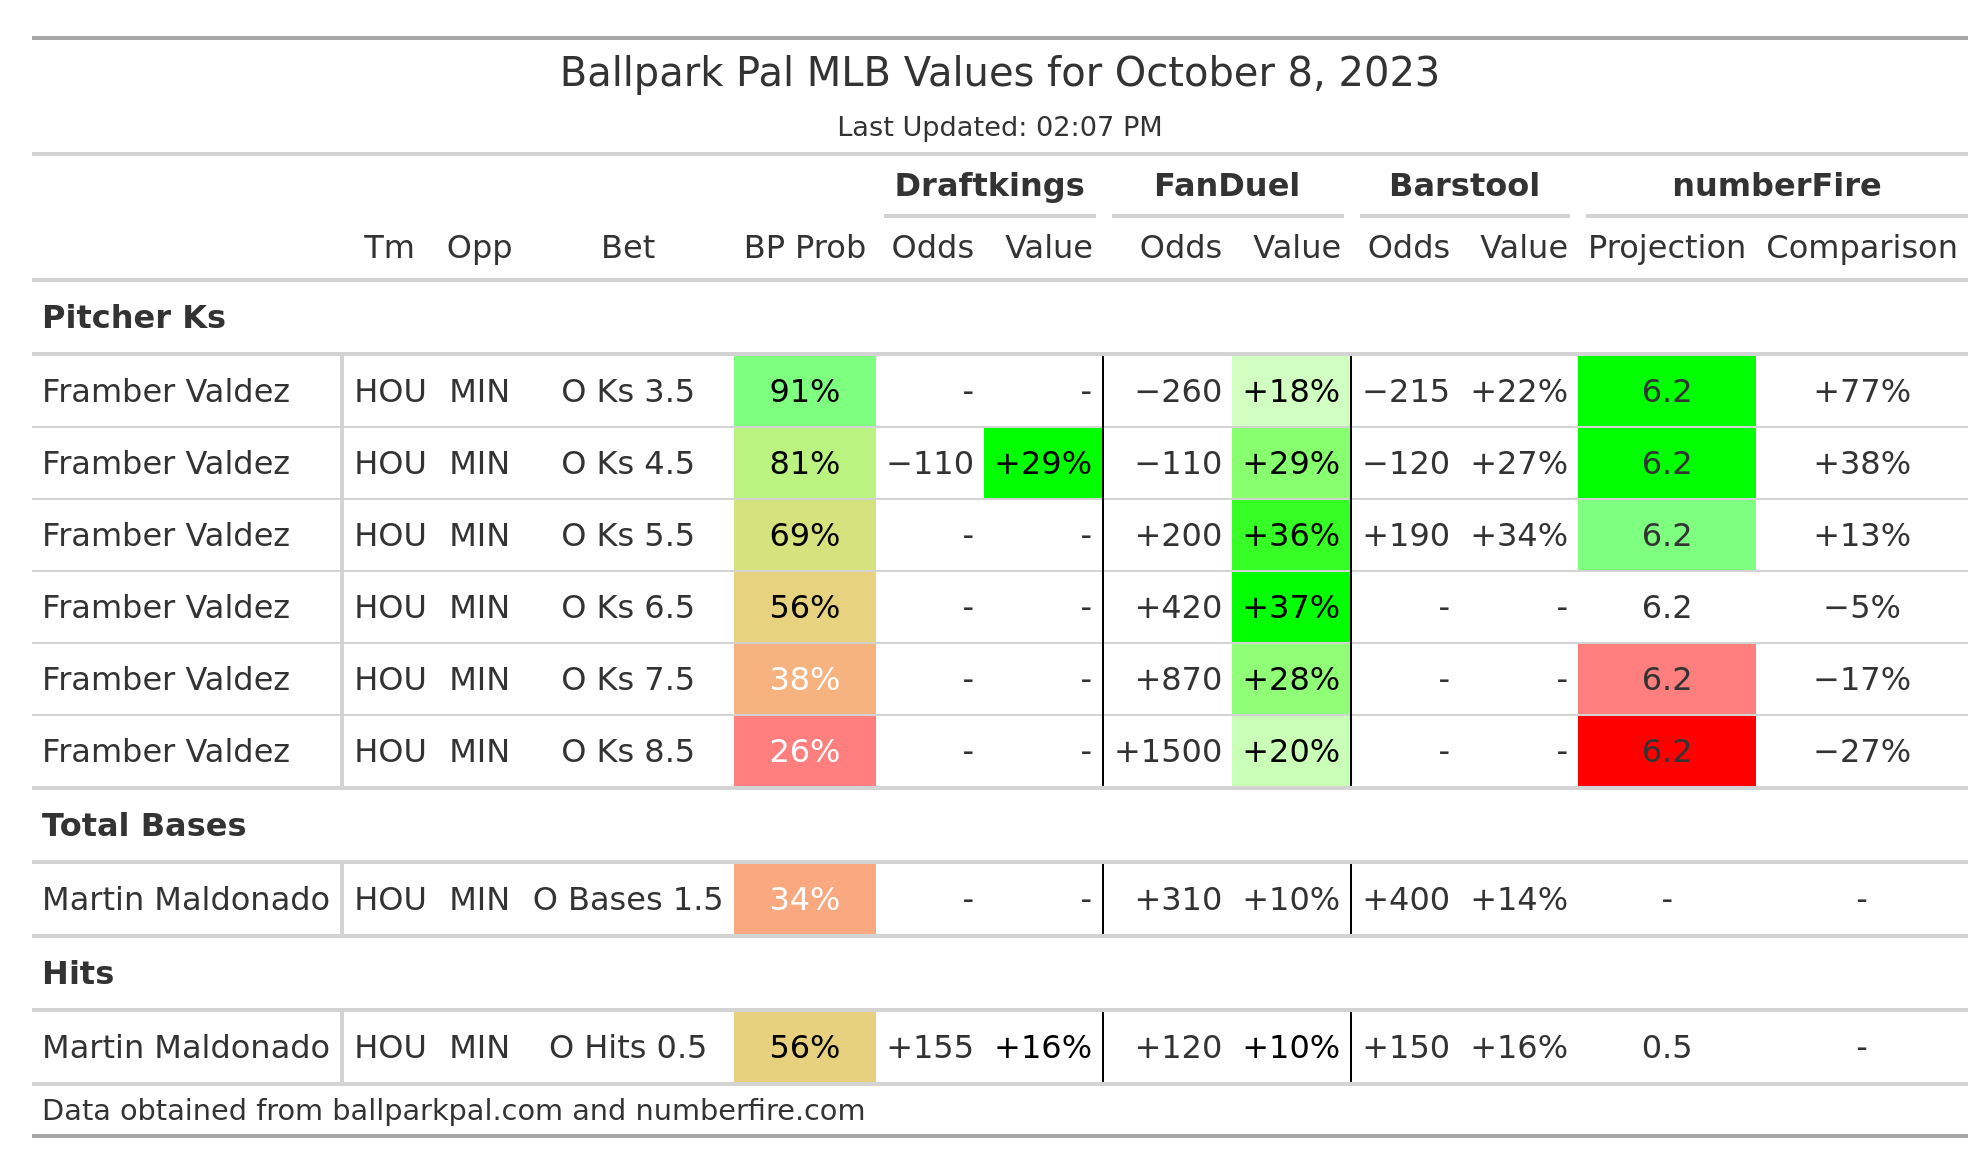 Ballpark Pal MLB Values for October 8, 2023
Last Updated: 02:07 PM
Draftkings FanDuel Barstool numberFire
Tm Opp Bet BP Prob Odds Value Odds Value Odds Value Projection Comparison
Pitcher Ks
Framber Valdez HOU MIN O Ks 3.5 91% - - −260 +18% −215 +22% 6.2 +77%
Framber Valdez HOU MIN O Ks 4.5 81% −110 +29% −110 +29% −120 +27% 6.2 +38%
Framber Valdez HOU MIN O Ks 5.5 69% - - +200 +36% +190 +34% 6.2 +13%
Framber Valdez HOU MIN O Ks 6.5 56% - - +420 +37% - - 6.2 −5%
Framber Valdez HOU MIN O Ks 7.5 38% - - +870 +28% - - 6.2 −17%
Framber Valdez HOU MIN O Ks 8.5 26% - - +1500 +20% - - 6.2 −27%
Total Bases
Martin Maldonado HOU MIN O Bases 1.5 34% - - +310 +10% +400 +14% - -
Hits
Martin Maldonado HOU MIN O Hits 0.5 56% +155 +16% +120 +10% +150 +16% 0.5 -
Data obtained from ballparkpal.com and numberfire.com